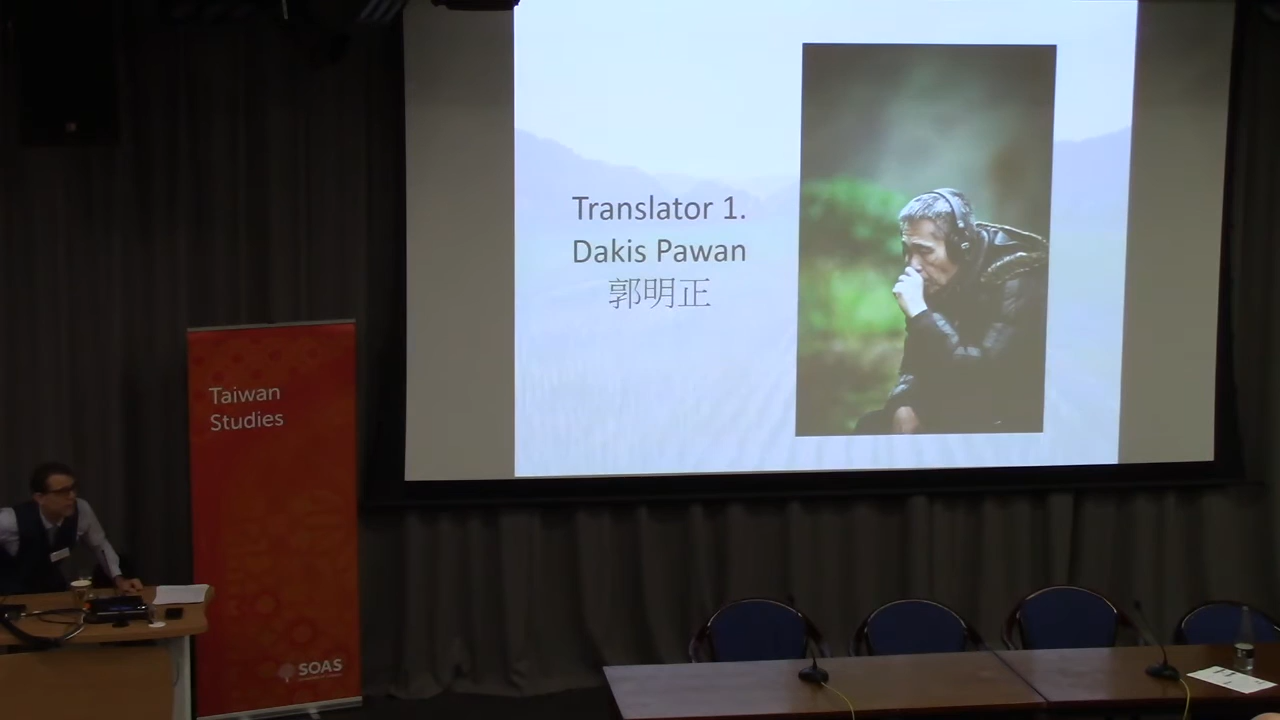 Translator 1.
Dakis Pawan
郭明正
Taiwan
Studies
SOAS